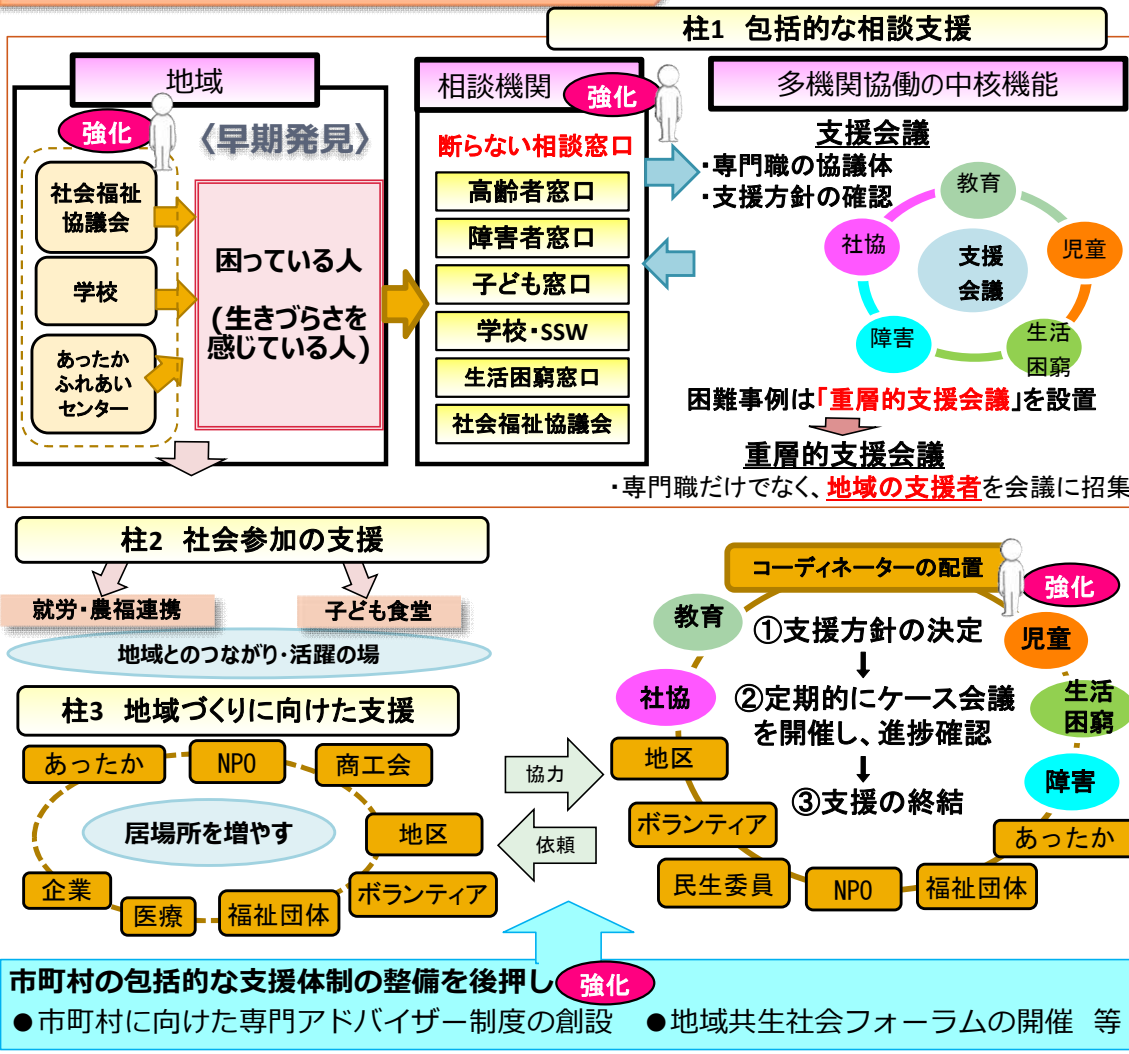 柱1 包括的な相談支援
地域
強化
〈早期発見〉
社会福祉
協議会
学校
あったか
ふれあい
センター
困っている人
(生きづらさを
感じている人)
相談機関
強化
断らない相談窓口
高齢者窓口
障害者窓口
子ども窓口
学校・SSW
生活困窮窓口
社会福祉協議会
多機関協働の中核機能
支援会議
・専門職の協議体
・支援方針の確認
教育
社協
児童
支援
会議
障害
生活
困窮
困難事例は「重層的支援会議」を設置
重層的支援会議
・専門職だけでなく、地域の支援者を会議に招集
柱2 社会参加の支援
就労・農福連携
子ども食堂
地域とのつながり・活躍の場
柱3 地域づくりに向けた支援
あったか
NPO
商工会
居場所を増やす
地区
企業
医療
福祉団体
ボランティア
協力
依頼
コーディネーターの配置
強化
教育
児童
社協
生活
困窮
障害
①支援方針の決定
↓
②定期的にケース会議
を開催し、進捗確認
↓
③支援の終結
地区
ボランティア
民生委員
NPO
福祉団体
あったか
市町村の包括的な支援体制の整備を後押し
強化
●市町村に向けた専門アドバイザー制度の創設 ●地域共生社会フォーラムの開催 等